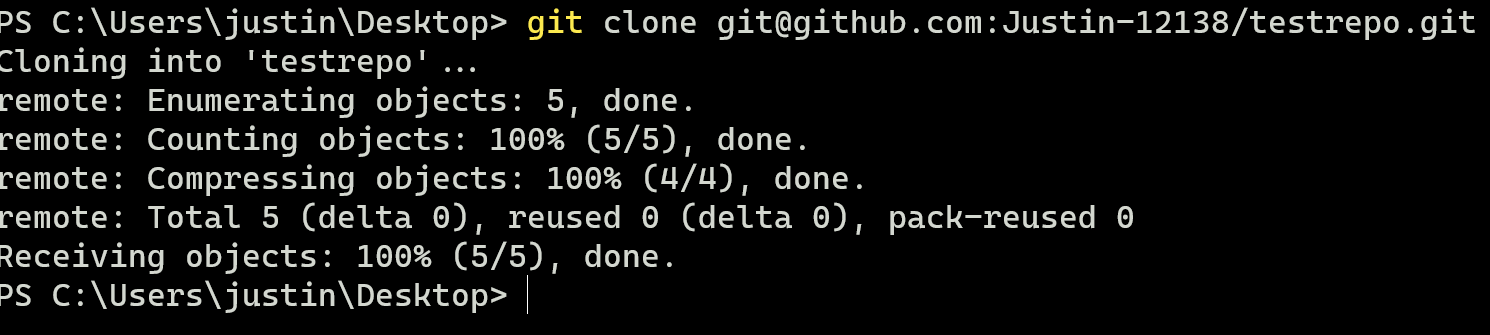 PS C:\Users\justin\Desktop> git clone git@github.com:Justin-12138/testrepo.git
Cloning into 'testrepo'...
remote: Enumerating objects: 5, done.
remote: Counting objects: 100% (5/5), done.
remote: Compressing objects: 100% (4/4), done.
remote: Total 5 (delta 0), reused 0 (delta 0), pack-reused 0
Receiving objects: 100% (5/5), done.
PS C:\Users\justin\Desktop>